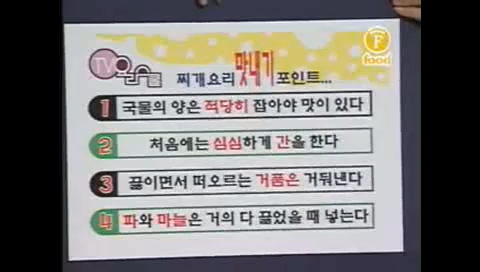 TV
F
food
찌개요리 맛내기 포인트...
1 국물의 양은 적당히 잡아야 맛이 있다
2 처음에는 심심하게 간을 한다
3 끓이면서 떠오르는 거품은 거둬낸다
4 파와 마늘은 거의 다 끓었을 때 넣는다